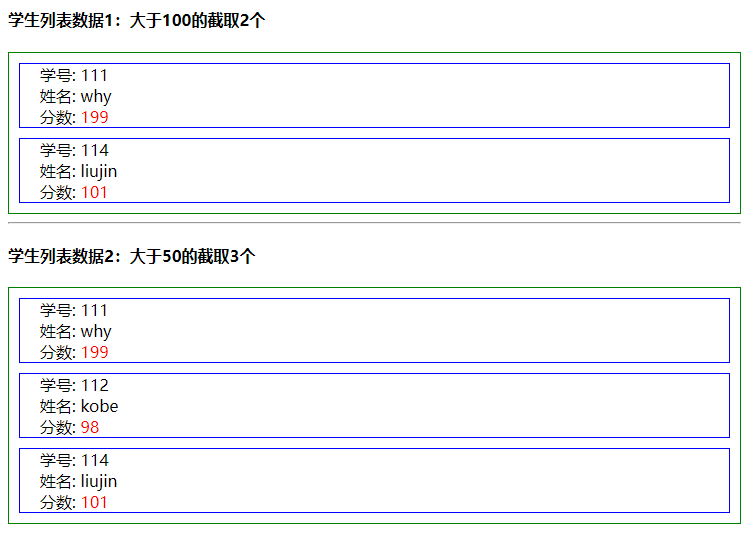 学生列表数据1：大于100的截取2个
学号: 111
姓名: why
分数: 199
学号: 114
姓名: liujin
分数: 101
学生列表数据2：大于50的截取3个
学号: 111
姓名: why
分数: 199
学号: 112
姓名: kobe
分数: 98
学号: 114
姓名: liujin
分数: 101